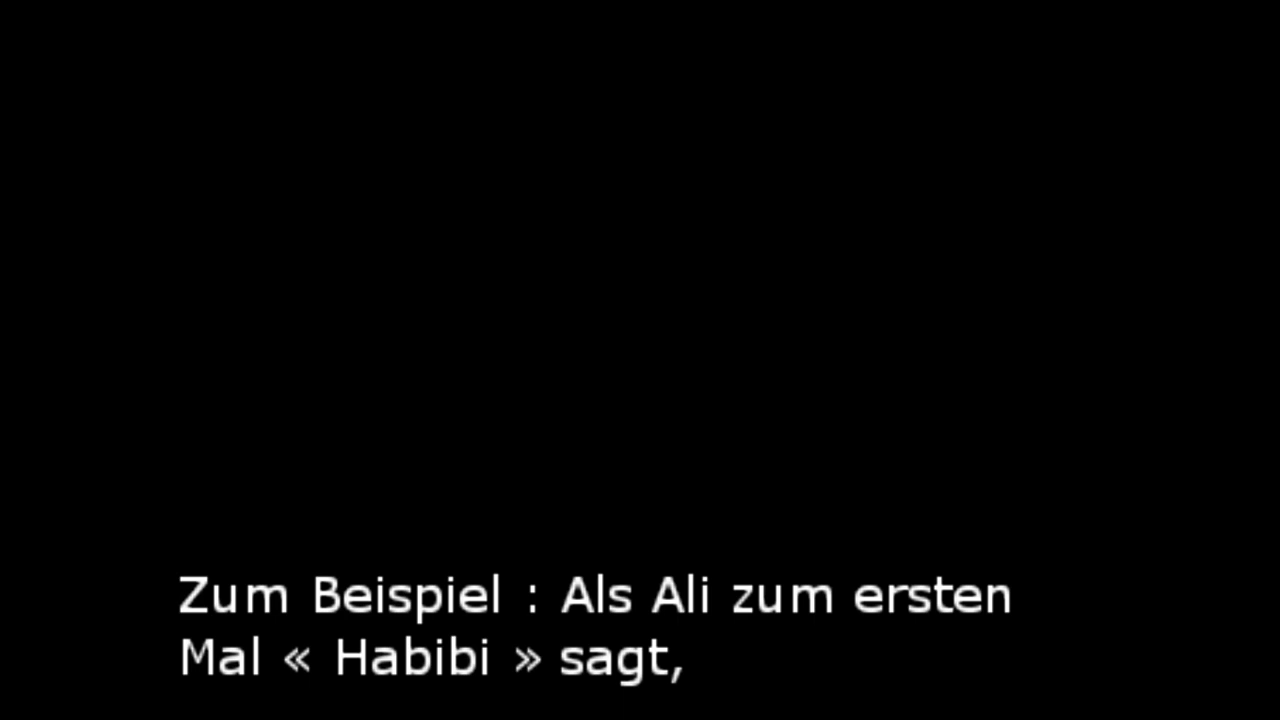 Zum Beispiel : Als Ali zum ersten
Mal « Habibi » sagt,